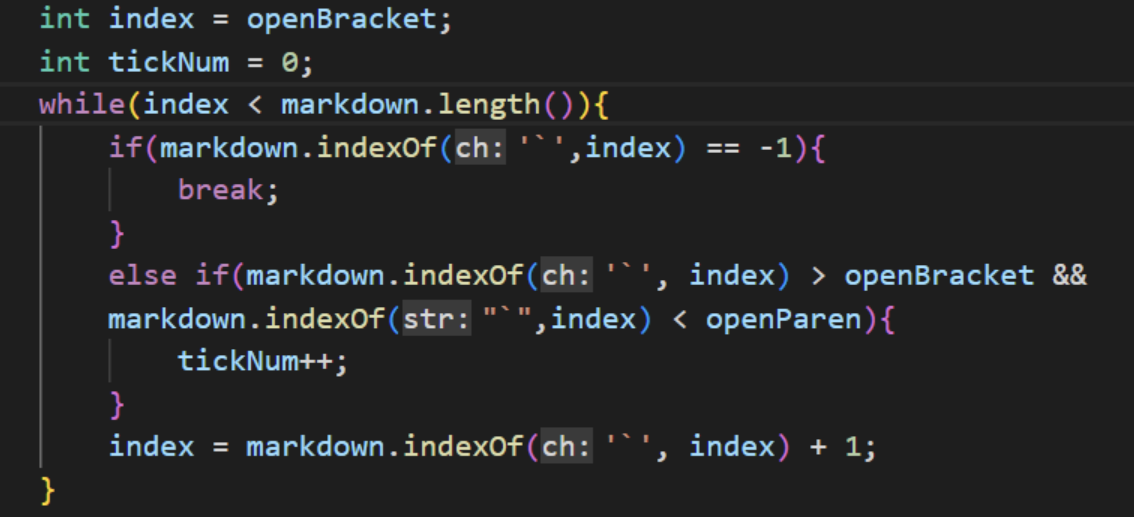 int index = openBracket;
int tickNum = 0;
while(index < markdown.length()){
if(markdown.indexOf(ch: '`',index) == -1){
break;
}
else if(markdown.indexOf(ch: '`', index) > openBracket &&
markdown.indexOf(str: "`",index) < openParen){
tickNum++;
}
index = markdown.indexOf(ch: '`', index) + 1;
}